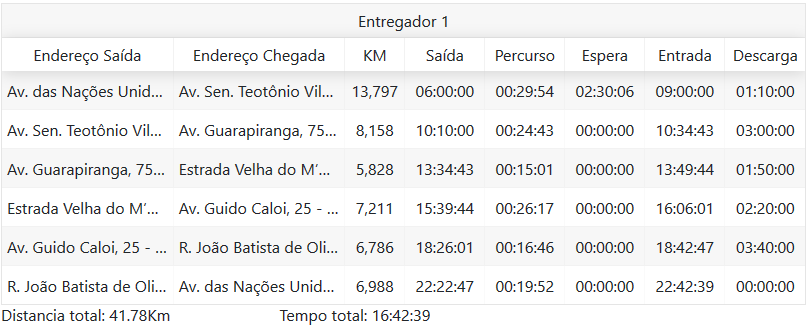 Entregador 1
Endereço Saída Endereço Chegada KM Saída Percurso Espera Entrada Descarga
Av. das Nações Unid... Av. Sen. Teotônio Vil... 13,797 06:00:00 00:29:54 02:30:06 09:00:00 01:10:00
Av. Sen. Teotônio Vil... Av. Guarapiranga, 75... 8,158 10:10:00 00:24:43 00:00:00 10:34:43 03:00:00
Av. Guarapiranga, 75... Estrada Velha do M'... 5,828 13:34:43 00:15:01 00:00:00 13:49:44 01:50:00
Estrada Velha do M'... Av. Guido Caloi, 25 - ... 7,211 15:39:44 00:26:17 00:00:00 16:06:01 02:20:00
Av. Guido Caloi, 25 - ... R. João Batista de Oli... 6,786 18:26:01 00:16:46 00:00:00 18:42:47 03:40:00
R. João Batista de Oli... Av. das Nações Unid... 6,988 22:22:47 00:19:52 00:00:00 22:42:39 00:00:00
Distancia total: 41.78Km Tempo total: 16:42:39